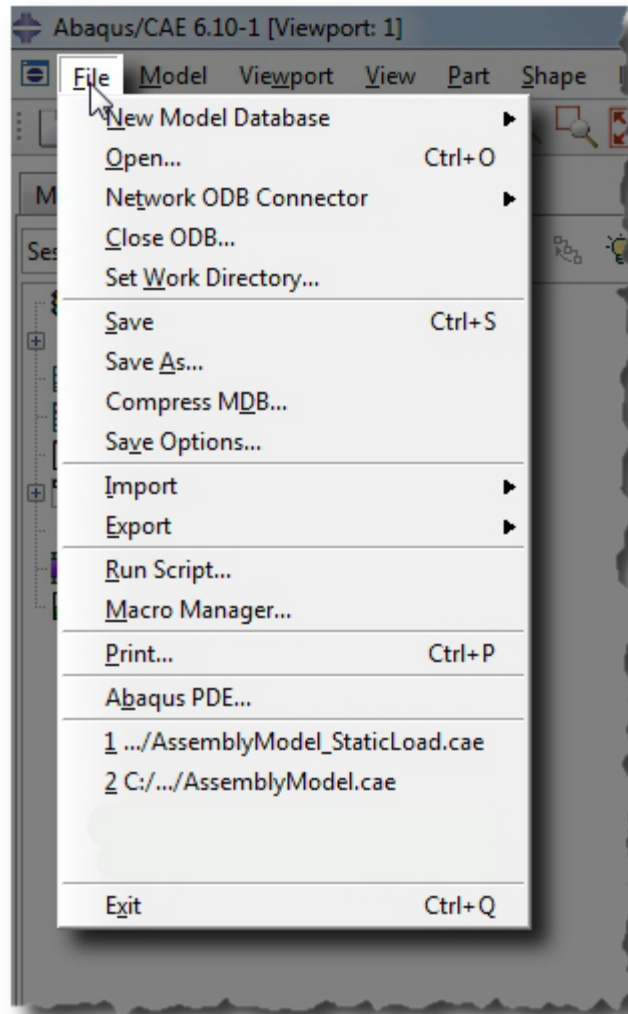 Abaqus/CAE 6.10-1 [Viewport: 1]
File Model Viewport View Part Shape
New Model Database
Open... Ctrl+O
Network ODB Connector
Close ODB...
Set Work Directory...
Save Ctrl+S
Save As...
Compress MDB...
Save Options...
Import
Export
Run Script...
Macro Manager...
Print... Ctrl+P
Abaqus PDE...
1 .../AssemblyModel_StaticLoad.cae
2 C:/.../AssemblyModel.cae
Exit Ctrl+Q